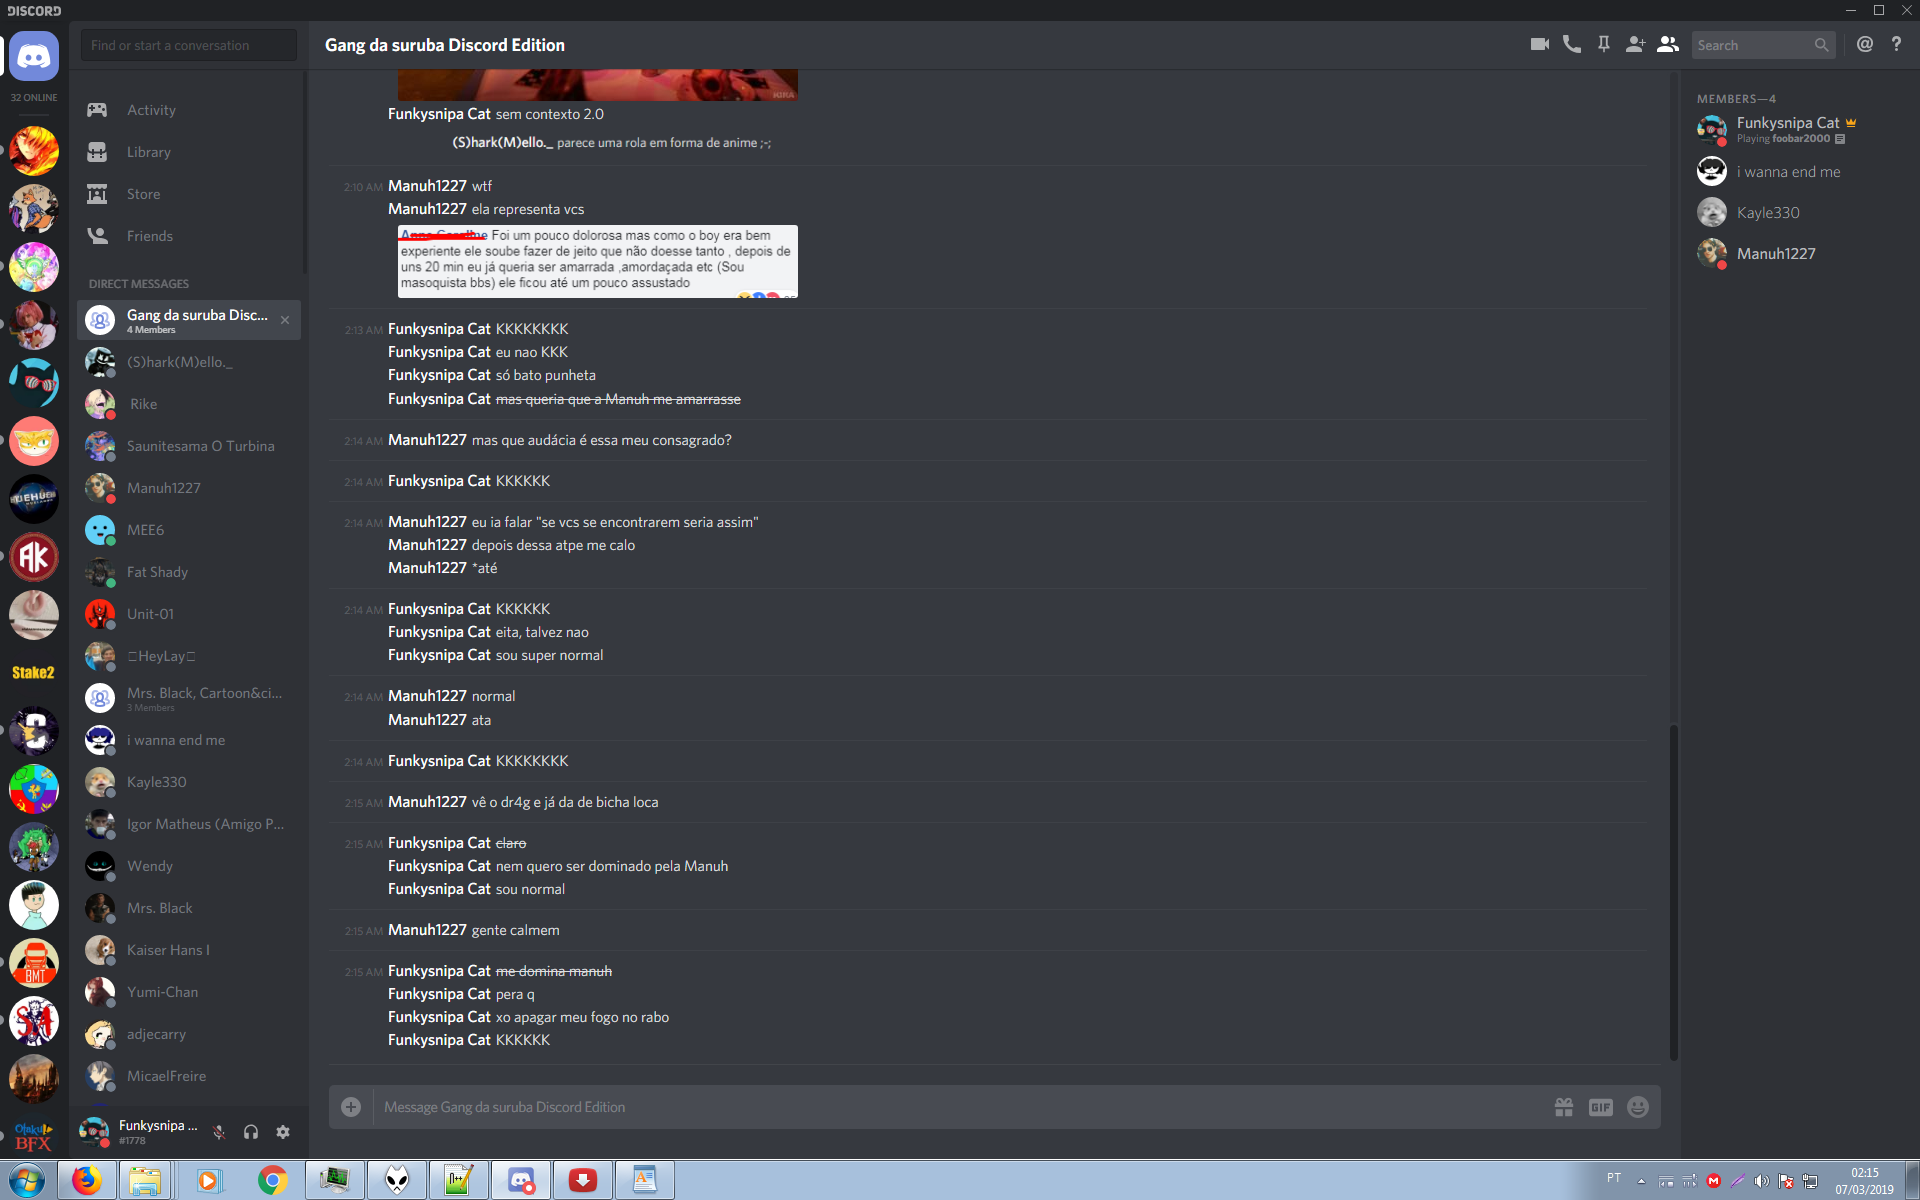 DISCORD
Find or start a conversation
Gang da suruba Discord Edition
Search
32 ONLINE
Activity
Library
Store
Friends
DIRECT MESSAGES
Gang da suruba Disc...
4 Members
(S)hark(M)ello._
Rike
Saunitesama O Turbina
Manuh1227
MEE6
Fat Shady
Unit-01
HeyLay
Mrs. Black, Cartoon&ci...
3 Members
i wanna end me
Kayle330
Igor Matheus (Amigo P...
Wendy
Mrs. Black
Kaiser Hans I
Yumi-Chan
adjecarry
MicaelFreire
Funkysnipa ...
#1778
AK
Stake2
BMT
BFX
KIRA
Funkysnipa Cat sem contexto 2.0
(S)hark(M)ello._ parece uma rola em forma de anime ;-;
2:10 AM Manuh1227 wtf
Manuh1227 ela representa vcs
Foi um pouco dolorosa mas como o boy era bem
experiente ele soube fazer de jeito que não doesse tanto , depois de
uns 20 min eu já queria ser amarrada ,amordaçada etc (Sou
masoquista bbs) ele ficou até um pouco assustado
2:13 AM Funkysnipa Cat KKKKKKKK
Funkysnipa Cat eu nao KKK
Funkysnipa Cat só bato punheta
Funkysnipa Cat mas queria que a Manuh me amarrasse
2:14 AM Manuh1227 mas que audácia é essa meu consagrado?
2:14 AM Funkysnipa Cat KKKKKK
2:14 AM Manuh1227 eu ia falar "se vcs se encontrarem seria assim"
Manuh1227 depois dessa atpe me calo
Manuh1227 *até
2:14 AM Funkysnipa Cat KKKKKK
Funkysnipa Cat eita, talvez nao
Funkysnipa Cat sou super normal
2:14 AM Manuh1227 normal
Manuh1227 ata
2:14 AM Funkysnipa Cat KKKKKKKK
2:15 AM Manuh1227 vê o dr4g e já da de bicha loca
2:15 AM Funkysnipa Cat claro
Funkysnipa Cat nem quero ser dominado pela Manuh
Funkysnipa Cat sou normal
2:15 AM Manuh1227 gente calmem
2:15 AM Funkysnipa Cat me domina manuh
Funkysnipa Cat pera q
Funkysnipa Cat xo apagar meu fogo no rabo
Funkysnipa Cat KKKKKK
Message Gang da suruba Discord Edition
GIF
MEMBERS—4
Funkysnipa Cat
Playing foobar2000
i wanna end me
Kayle330
Manuh1227
PT
02:15
07/03/2019